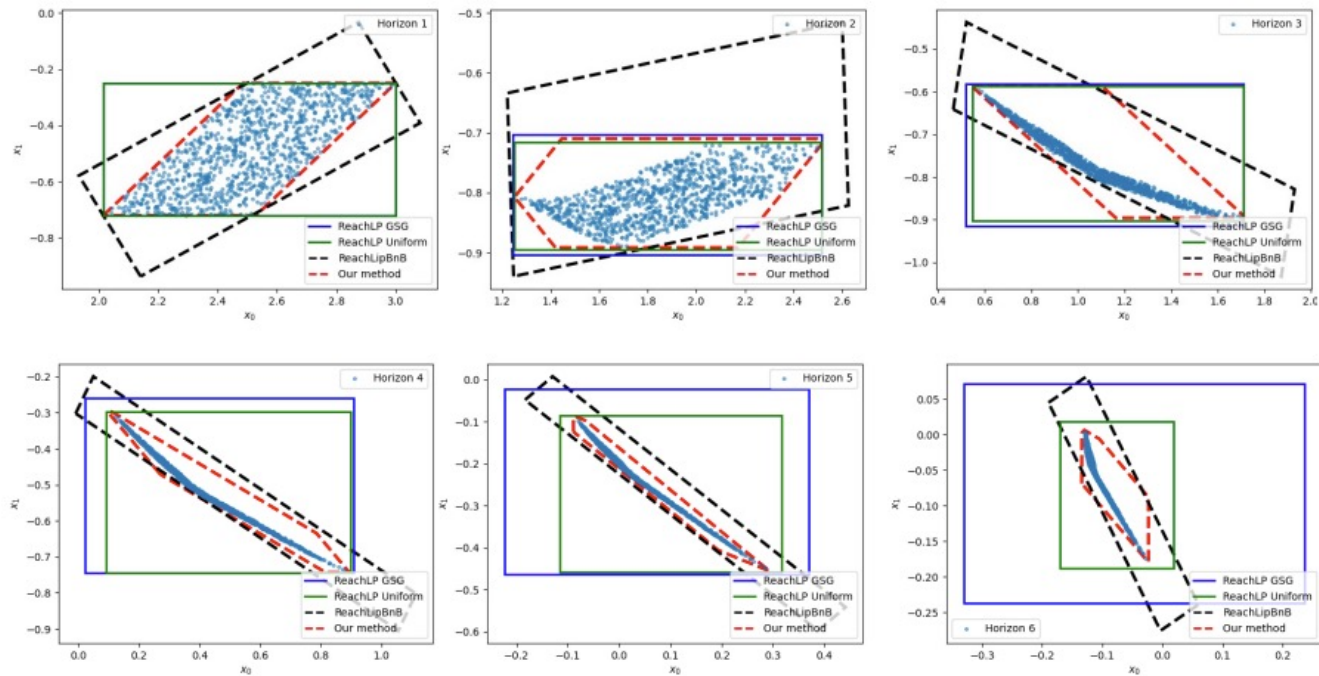 0.0
−0.2
−0.4
−0.6
−0.8
x₁
2.0 2.2 2.4 2.6 2.8 3.0
x₀
Horizon 1
ReachLP GSG
ReachLP Uniform
ReachLipBnB
Our method
−0.5
−0.6
−0.7
−0.8
−0.9
x₁
1.2 1.4 1.6 1.8 2.0 2.2 2.4 2.6
x₀
Horizon 2
ReachLP GSG
ReachLP Uniform
ReachLipBnB
Our method
−0.5
−0.6
−0.7
−0.8
−0.9
−1.0
x₁
0.4 0.6 0.8 1.0 1.2 1.4 1.6 1.8 2.0
x₀
Horizon 3
ReachLP GSG
ReachLP Uniform
ReachLipBnB
Our method
−0.2
−0.3
−0.4
−0.5
−0.6
−0.7
−0.8
−0.9
x₁
0.0 0.2 0.4 0.6 0.8 1.0
x₀
Horizon 4
ReachLP GSG
ReachLP Uniform
ReachLipBnB
Our method
0.0
−0.1
−0.2
−0.3
−0.4
−0.5
−0.6
x₁
−0.2 −0.1 0.0 0.1 0.2 0.3 0.4
x₀
Horizon 5
ReachLP GSG
ReachLP Uniform
ReachLipBnB
Our method
0.05
0.00
−0.05
−0.10
−0.15
−0.20
−0.25
x₁
−0.3 −0.2 −0.1 0.0 0.1 0.2
x₀
Horizon 6
ReachLP GSG
ReachLP Uniform
ReachLipBnB
Our method